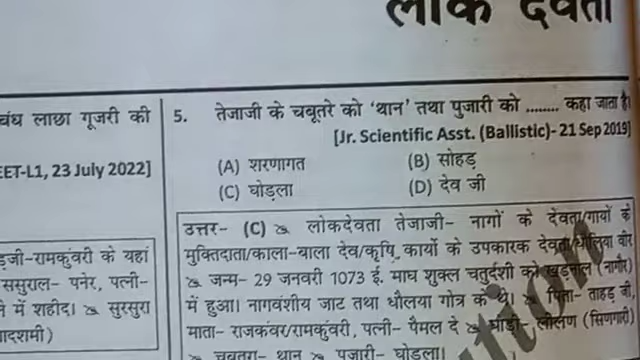 लोक देवता
बंध लाछा गूजरी की
EET-L1, 23 July 2022]
ड़जी-रामकुंवरी के यहां
ससुराल- पनेर, पत्नी-
ने में शहीद। ➢ सुरसुरा
ादशमी)
5. तेजाजी के चबूतरे को ‘थान’ तथा पुजारी को ........ कहा जाता है।
[Jr. Scientific Asst. (Ballistic)- 21 Sep 2019]
(A) शरणागत (B) सोहड़
(C) घोड़ला (D) देव जी
उत्तर- (C) ➢ लोकदेवता तेजाजी- नागों के देवता/गायों के
मुक्तिदाता/काला-बाला देव/कृषि कार्यों के उपकारक देवता/धौलिया वीर
➢ जन्म- 29 जनवरी 1073 ई. माघ शुक्ल चतुर्दशी को खड़नाल (नागौर)
में हुआ। नागवंशीय जाट तथा धौलया गोत्र के थे। ➢ पिता- ताहड़ जी,
माता- राजकंवर/रामकुंवरी, पत्नी- पैमल दे ➢ घोड़ी- लीलण (सिणगारी)
➢ चबूतरा- थान ➢ पुजारी- घोड़ला।